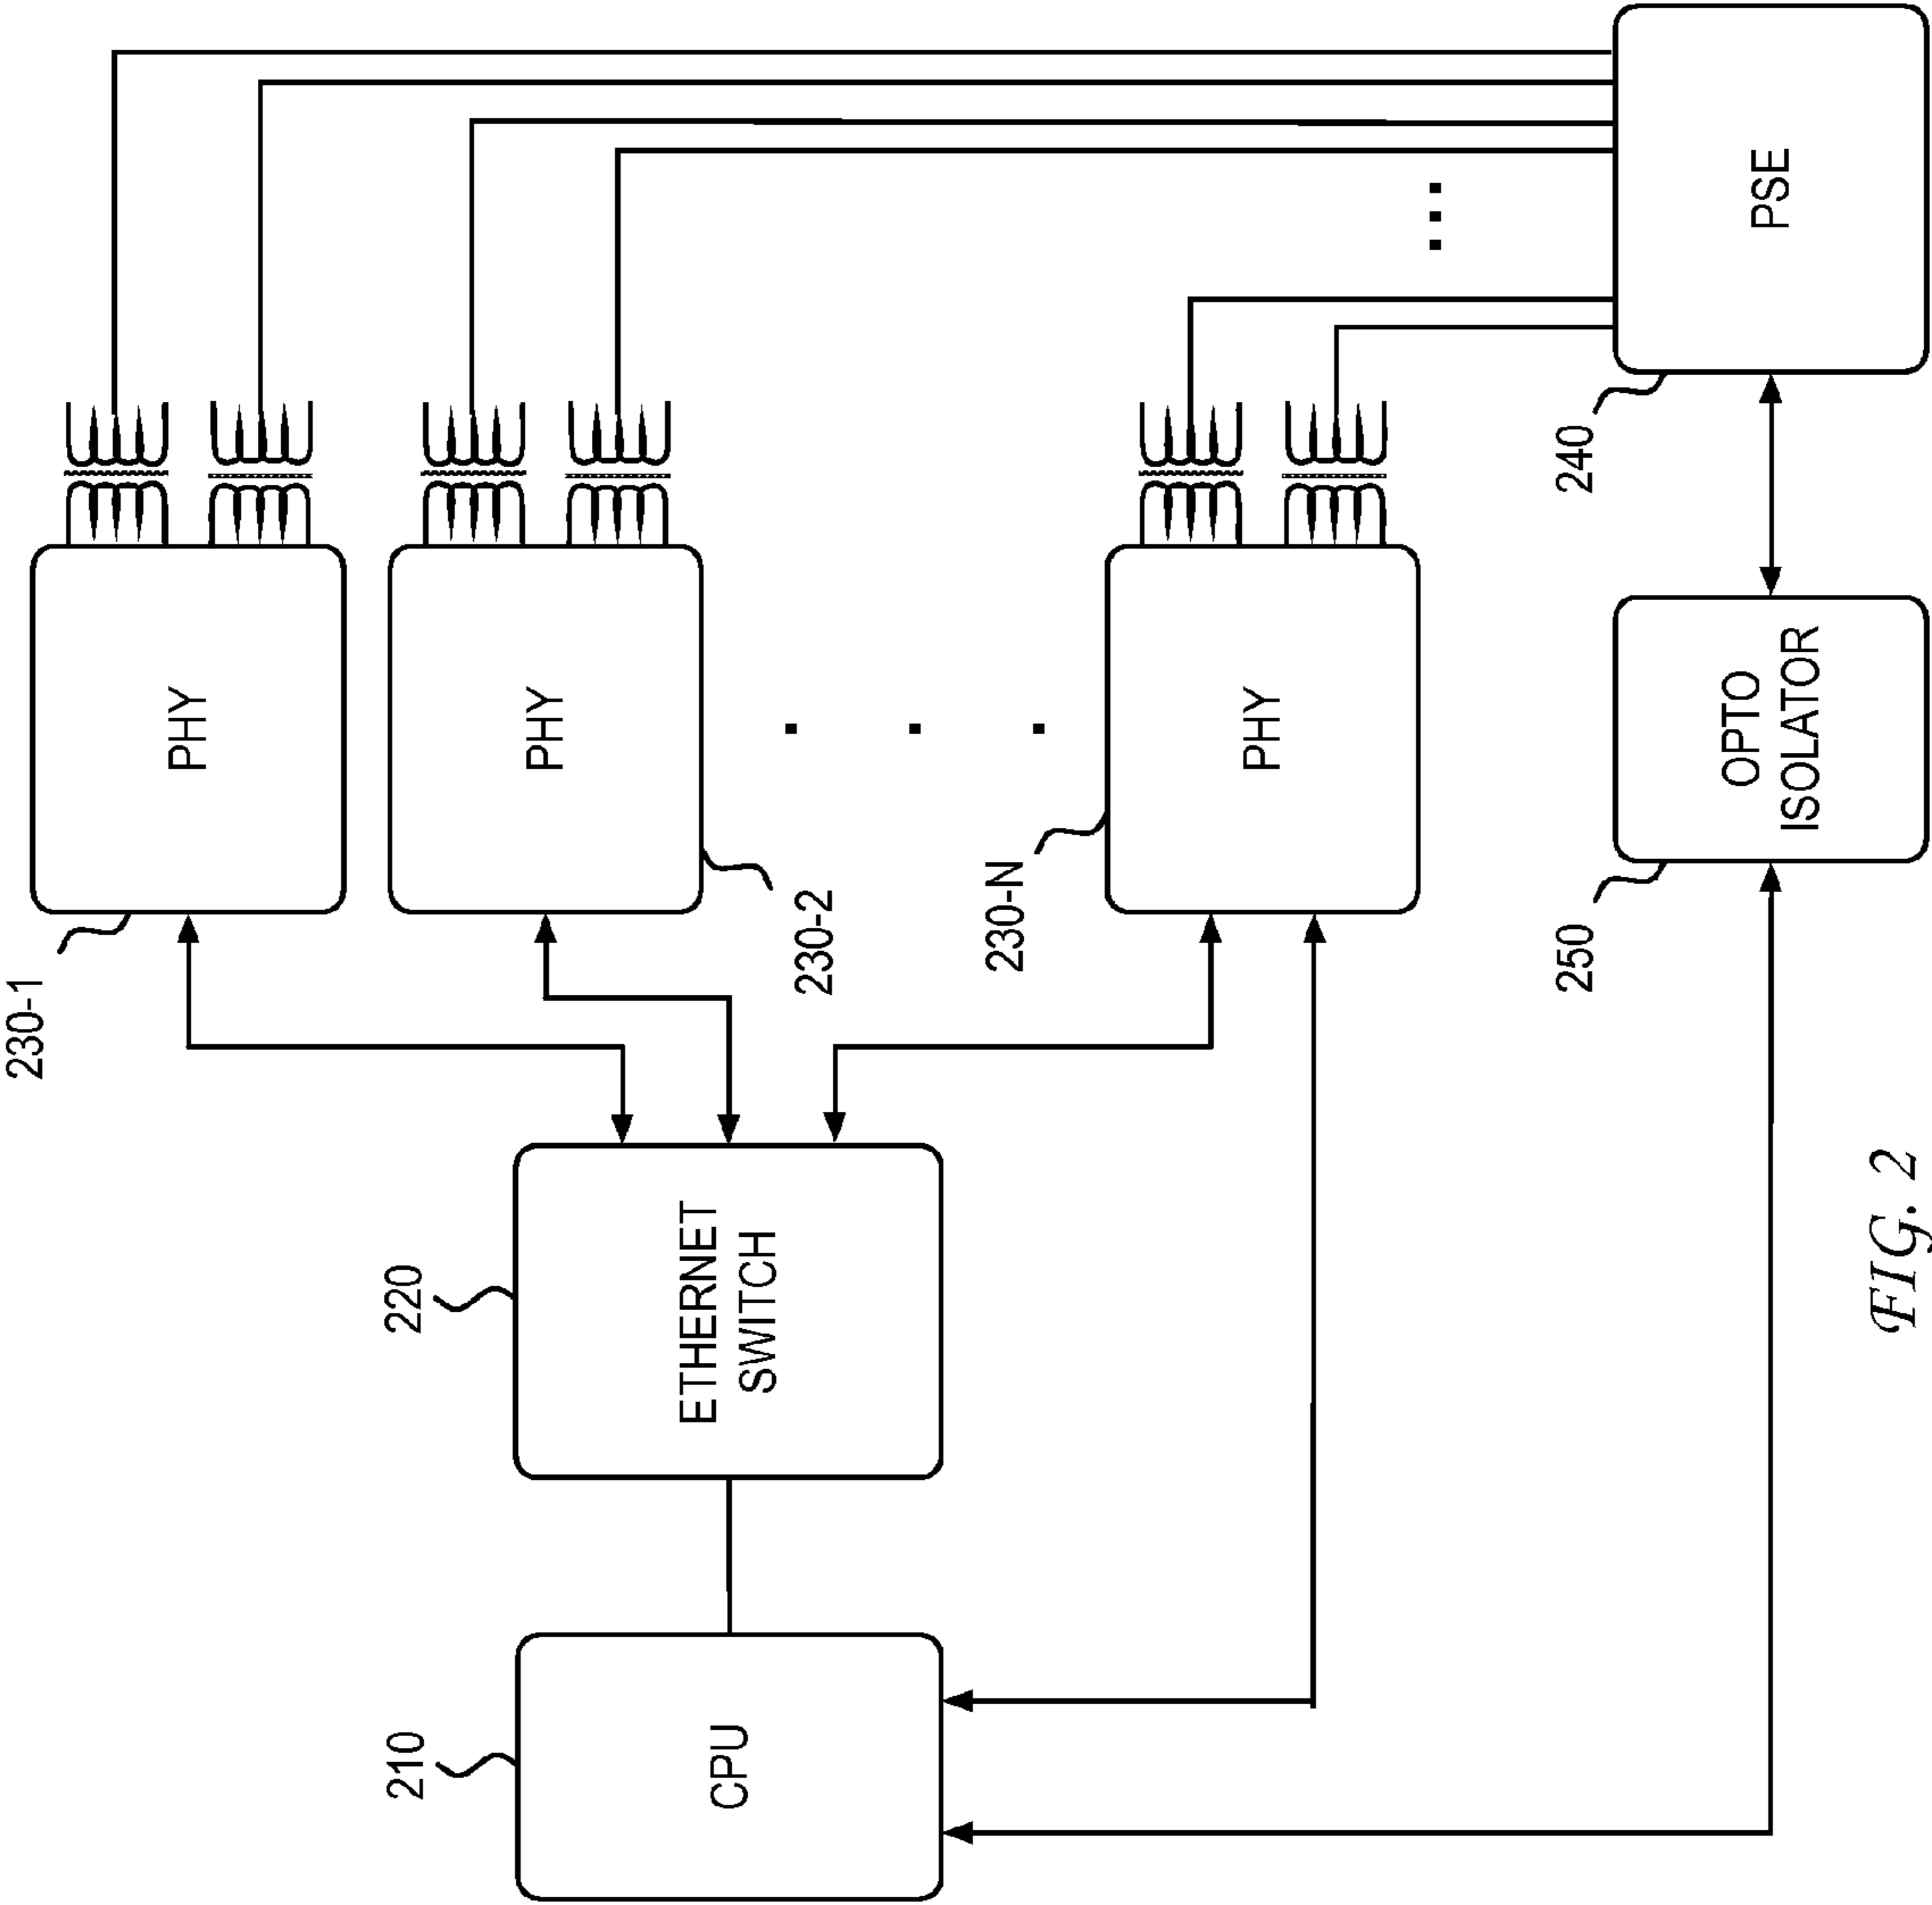 230-1
PHY
PHY
230-2
230-N
PHY
220
ETHERNET
SWITCH
210
CPU
240
PSE
250
OPTO
ISOLATOR
FIG. 2